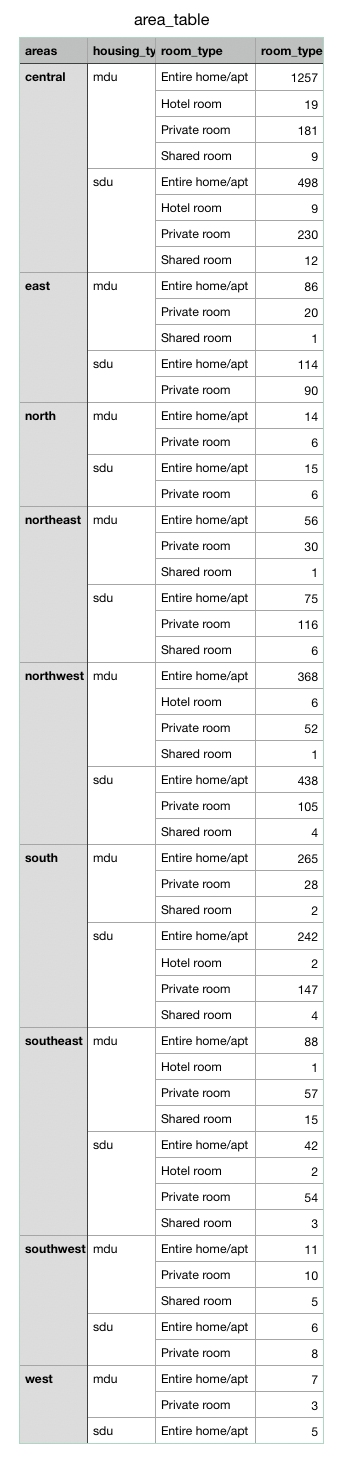 area_table
areas housing_ty room_type room_type
central mdu Entire home/apt 1257
Hotel room 19
Private room 181
Shared room 9
sdu Entire home/apt 498
Hotel room 9
Private room 230
Shared room 12
east mdu Entire home/apt 86
Private room 20
Shared room 1
sdu Entire home/apt 114
Private room 90
north mdu Entire home/apt 14
Private room 6
sdu Entire home/apt 15
Private room 6
northeast mdu Entire home/apt 56
Private room 30
Shared room 1
sdu Entire home/apt 75
Private room 116
Shared room 6
northwest mdu Entire home/apt 368
Hotel room 6
Private room 52
Shared room 1
sdu Entire home/apt 438
Private room 105
Shared room 4
south mdu Entire home/apt 265
Private room 28
Shared room 2
sdu Entire home/apt 242
Hotel room 2
Private room 147
Shared room 4
southeast mdu Entire home/apt 88
Hotel room 1
Private room 57
Shared room 15
sdu Entire home/apt 42
Hotel room 2
Private room 54
Shared room 3
southwest mdu Entire home/apt 11
Private room 10
Shared room 5
sdu Entire home/apt 6
Private room 8
west mdu Entire home/apt 7
Private room 3
sdu Entire home/apt 5